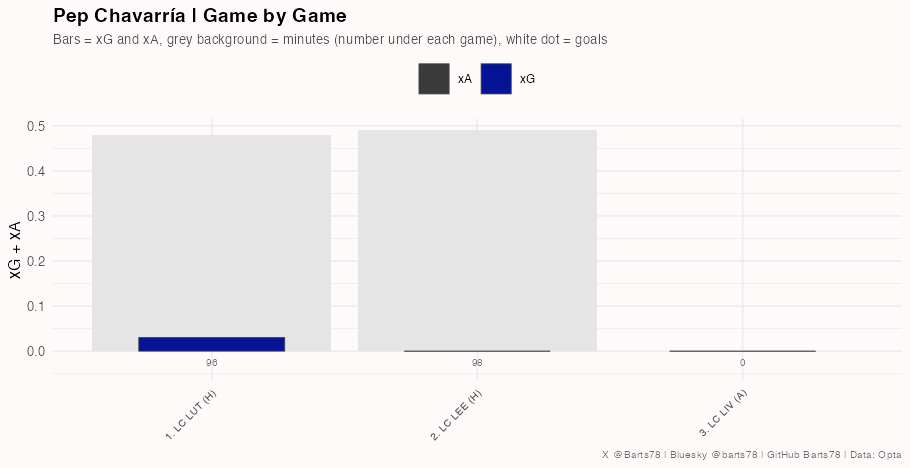 Pep Chavarría | Game by Game
Bars = xG and xA, grey background = minutes (number under each game), white dot = goals
xA xG
xG + xA
0.5
0.4
0.3
0.2
0.1
0.0
96 98 0
1. LC LUT (H) 2. LC LEE (H) 3. LC LIV (A)
X @Barts78 | Bluesky @barts78 | GitHub Barts78 | Data: Opta